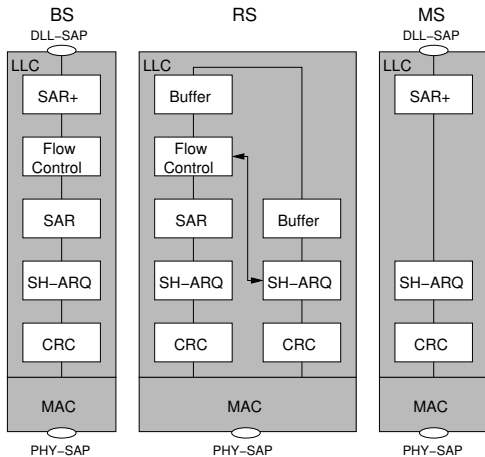 BS RS MS
DLL−SAP DLL−SAP
LLC LLC LLC
SAR+ Buffer SAR+
Flow Control Flow Control
SAR SAR Buffer
SH−ARQ SH−ARQ SH−ARQ SH−ARQ
CRC CRC CRC CRC
MAC MAC MAC
PHY−SAP PHY−SAP PHY−SAP